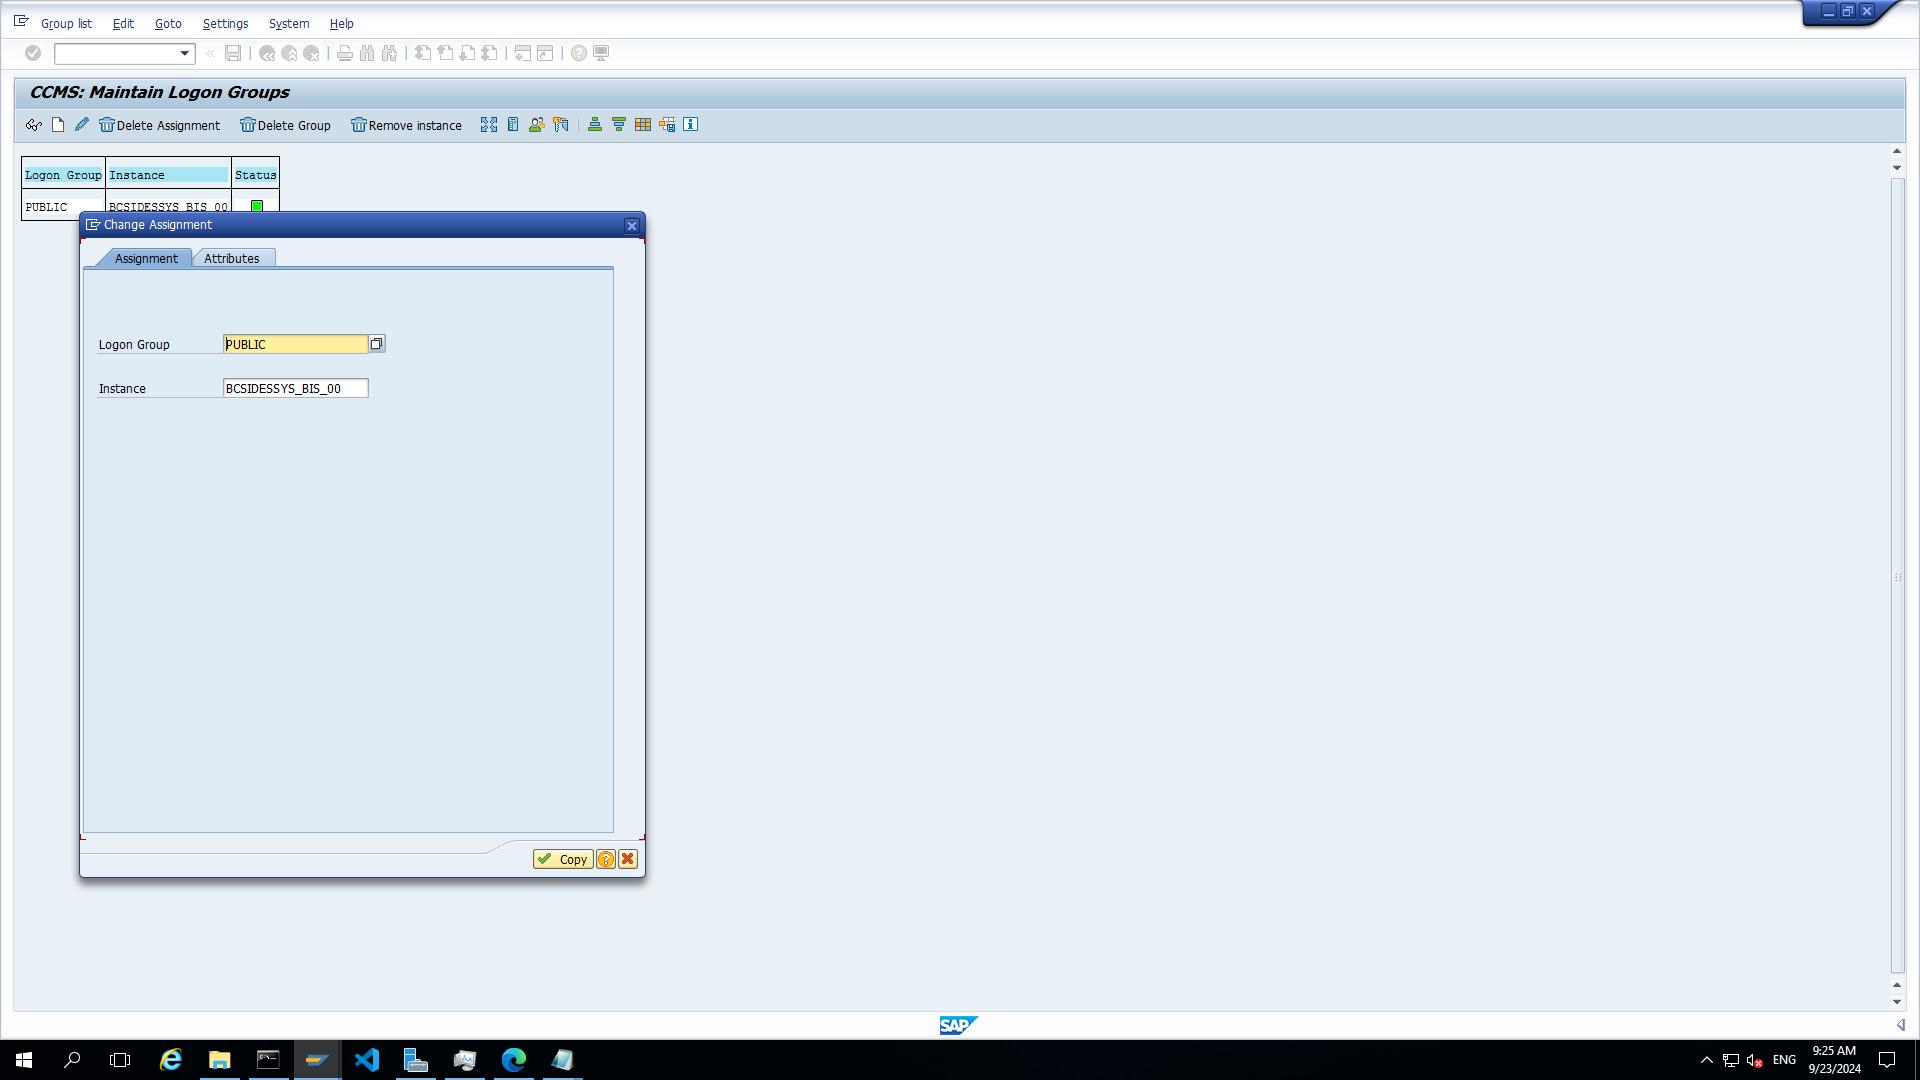 Group list Edit Goto Settings System Help
CCMS: Maintain Logon Groups
Delete Assignment Delete Group Remove instance
Logon Group Instance Status
PUBLIC BCSIDESSYS_BIS_00
Change Assignment
Assignment Attributes
Logon Group PUBLIC
Instance BCSIDESSYS_BIS_00
Copy
SAP
ENG 9:25 AM
9/23/2024